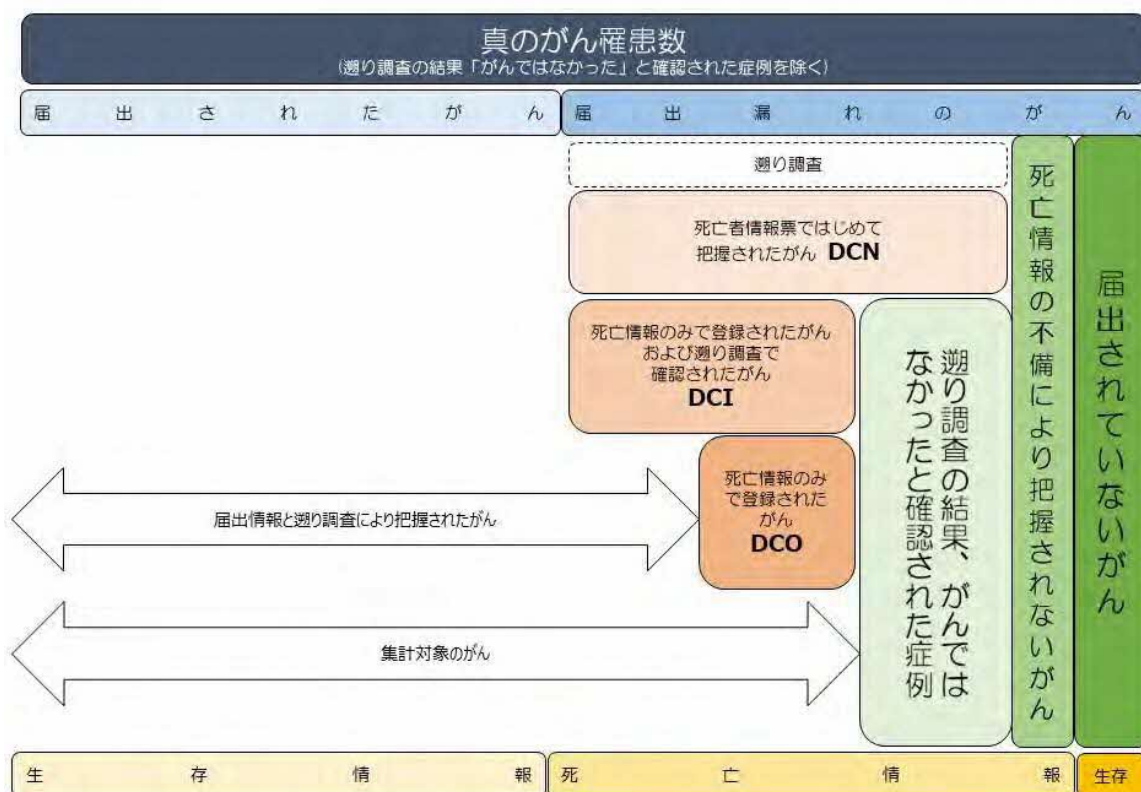 真のがん罹患数
(遡り調査の結果「がんではなかった」と確認された症例を除く)
届出されたがん
届出漏れのがん
遡り調査
死亡者情報票ではじめて
把握されたがん DCN
死亡情報のみで登録されたがん
および遡り調査で
確認されたがん
DCI
死亡情報のみ
で登録された
がん
DCO
遡り調査の結果、がんでは
なかったと確認された症例
死亡情報の不備により把握されないがん
届出されていないがん
届出情報と遡り調査により把握されたがん
集計対象のがん
生存情報
死亡情報
生存